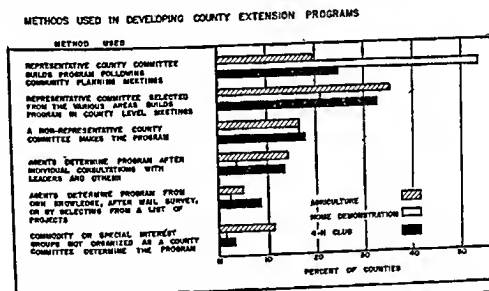 METHODS USED IN DEVELOPING COUNTY EXTENSION PROGRAMS
METHOD USED
REPRESENTATIVE COUNTY COMMITTEE
BUILDS PROGRAM FOLLOWING
COMMUNITY PLANNING MEETINGS
REPRESENTATIVE COMMITTEE SELECTED
FROM THE VARIOUS AREAS BUILDS
PROGRAM IN COUNTY LEVEL MEETINGS
A NON-REPRESENTATIVE COUNTY
COMMITTEE MAKES THE PROGRAM
AGENTS DETERMINE PROGRAM AFTER
INDIVIDUAL CONSULTATIONS WITH
LEADERS AND OTHERS
AGENTS DETERMINE PROGRAM FROM
OWN KNOWLEDGE, AFTER MAIL SURVEY,
OR BY SELECTING FROM A LIST OF
PROJECTS
COMMODITY OR SPECIAL INTEREST
GROUPS NOT ORGANIZED AS A COUNTY
COMMITTEE DETERMINE THE PROGRAM
AGRICULTURE
HOME DEMONSTRATION
4-H CLUB
10 20 30 40 50
PERCENT OF COUNTIES